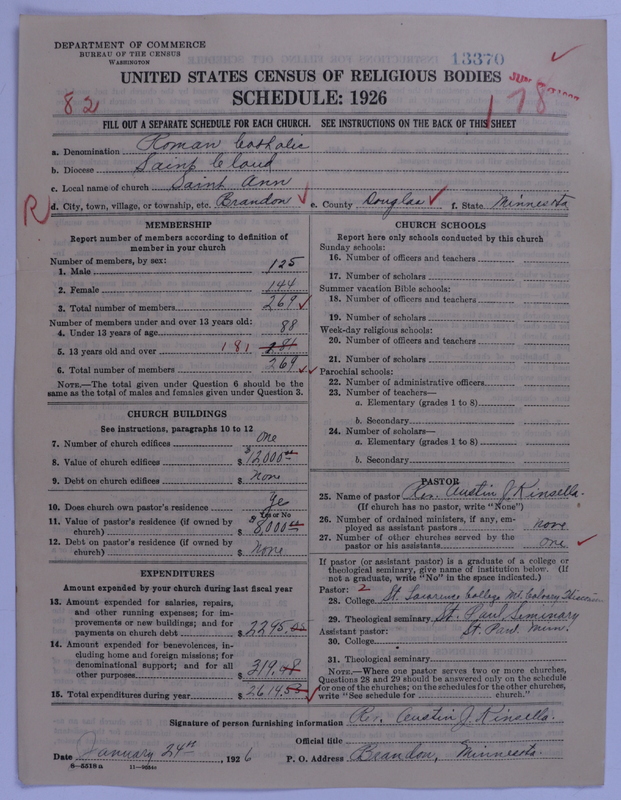 DEPARTMENT OF COMMERCE
BUREAU OF THE CENSUS
WASHINGTON
13370
UNITED STATES CENSUS OF RELIGIOUS BODIES
SCHEDULE: 1926
82
178
FILL OUT A SEPARATE SCHEDULE FOR EACH CHURCH. SEE INSTRUCTIONS ON THE BACK OF THIS SHEET
a. Denomination Roman Catholic
b. Diocese Saint Cloud
c. Local name of church Saint Ann
R d. City, town, village, or township, etc. Brandon e. County Douglas f. State Minnesota
MEMBERSHIP
Report number of members according to definition of
member in your church
Number of members, by sex:
1. Male 125
2. Female 144
3. Total number of members 269
Number of members under and over 13 years old:
4. Under 13 years of age 88
5. 13 years old and over 181
6. Total number of members 269
NOTE.—The total given under Question 6 should be the
same as the total of males and females given under Question 3.
CHURCH BUILDINGS
See instructions, paragraphs 10 to 12
7. Number of church edifices One
8. Value of church edifices $12,000
9. Debt on church edifices $ None
10. Does church own pastor's residence Yes
Yes or No
11. Value of pastor's residence (if owned by
church) $ 8,000
12. Debt on pastor's residence (if owned by
church) $ None
EXPENDITURES
Amount expended by your church during last fiscal year
13. Amount expended for salaries, repairs,
and other running expenses; for im-
provements or new buildings; and for
payments on church debt $ 2295.
14. Amount expended for benevolences, in-
cluding home and foreign missions; for
denominational support; and for all
other purposes $ 319.
15. Total expenditures during year $ 2614.
CHURCH SCHOOLS
Report here only schools conducted by this church
Sunday schools:
16. Number of officers and teachers
17. Number of scholars
Summer vacation Bible schools:
18. Number of officers and teachers
19. Number of scholars
Week-day religious schools:
20. Number of officers and teachers
21. Number of scholars
Parochial schools:
22. Number of administrative officers
23. Number of teachers—
a. Elementary (grades 1 to 8)
b. Secondary
24. Number of scholars—
a. Elementary (grades 1 to 8)
b. Secondary
PASTOR
25. Name of pastor Rev. Austin J. Kinsella.
(If church has no pastor, write "None")
26. Number of ordained ministers, if any, em-
ployed as assistant pastors none
27. Number of other churches served by the
pastor or his assistants one
If pastor (or assistant pastor) is a graduate of a college or
theological seminary, give name of institution below. (If
not a graduate, write "No" in the space indicated.)
Pastor: 2
28. College St. Lawrence College Mt. Calvary Wisconsin
29. Theological seminary St. Paul Seminary
Assistant pastor: St. Paul Minn.
30. College
31. Theological seminary
NOTE.—Where one pastor serves two or more churches,
Questions 28 and 29 should be answered only on the schedule
for one of the churches; on the schedules for the other churches,
write "See schedule for church."
Signature of person furnishing information Rev. Austin J. Kinsella.
Official title
Date January 24th, 1926 P. O. Address Brandon, Minnesota.
8-5518a 11-9524a